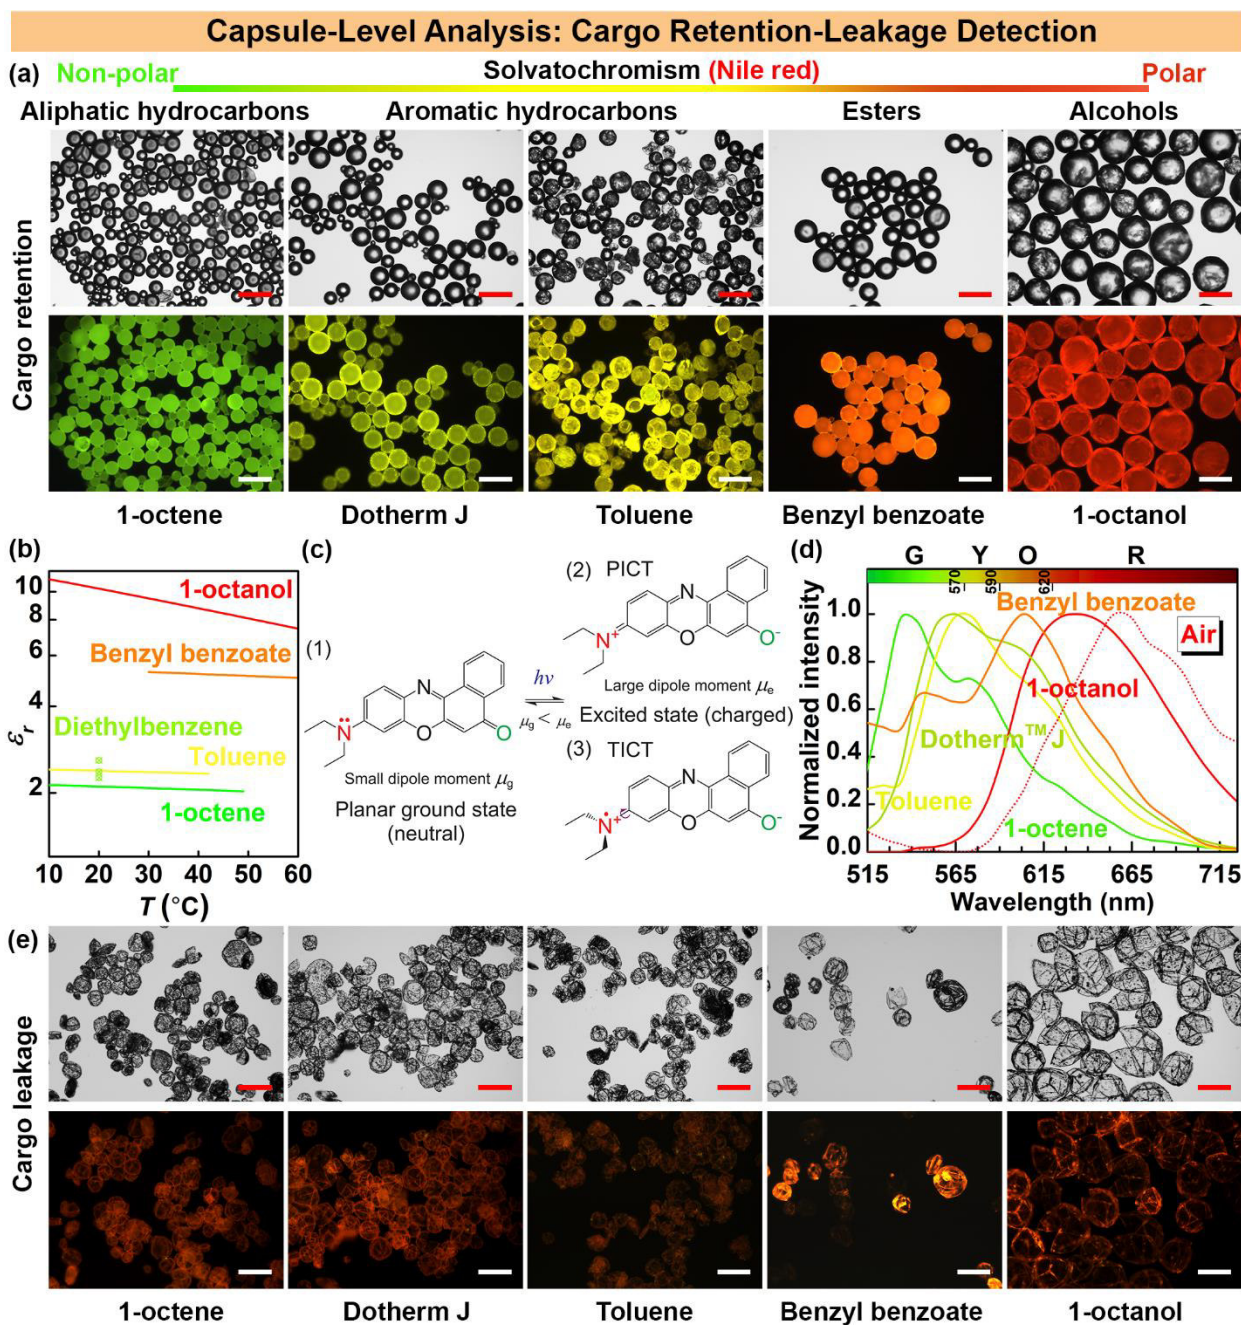 Capsule-Level Analysis: Cargo Retention-Leakage Detection
(a) Non-polar Solvatochromism (Nile red) Polar
Aliphatic hydrocarbons Aromatic hydrocarbons Esters Alcohols
Cargo retention
1-octene Dotherm J Toluene Benzyl benzoate 1-octanol
(b)
εr
10
8
6
4
2
1-octanol
Benzyl benzoate
Diethylbenzene
Toluene
1-octene
10 20 30 40 50 60
T (°C)
(c)
(1)
N
O
N
O
Small dipole moment μg
Planar ground state
(neutral)
hν
μg < μe
(2) PICT
N
N+
O
O-
Large dipole moment μe
Excited state (charged)
(3) TICT
N
N+
e
O
O-
(d)
G Y O R
570 590 620
Benzyl benzoate
Air
1-octanol
Dotherm™ J
Toluene
1-octene
Normalized intensity
1.0
0.8
0.6
0.4
0.2
0.0
515 565 615 665 715
Wavelength (nm)
(e)
Cargo leakage
1-octene Dotherm J Toluene Benzyl benzoate 1-octanol